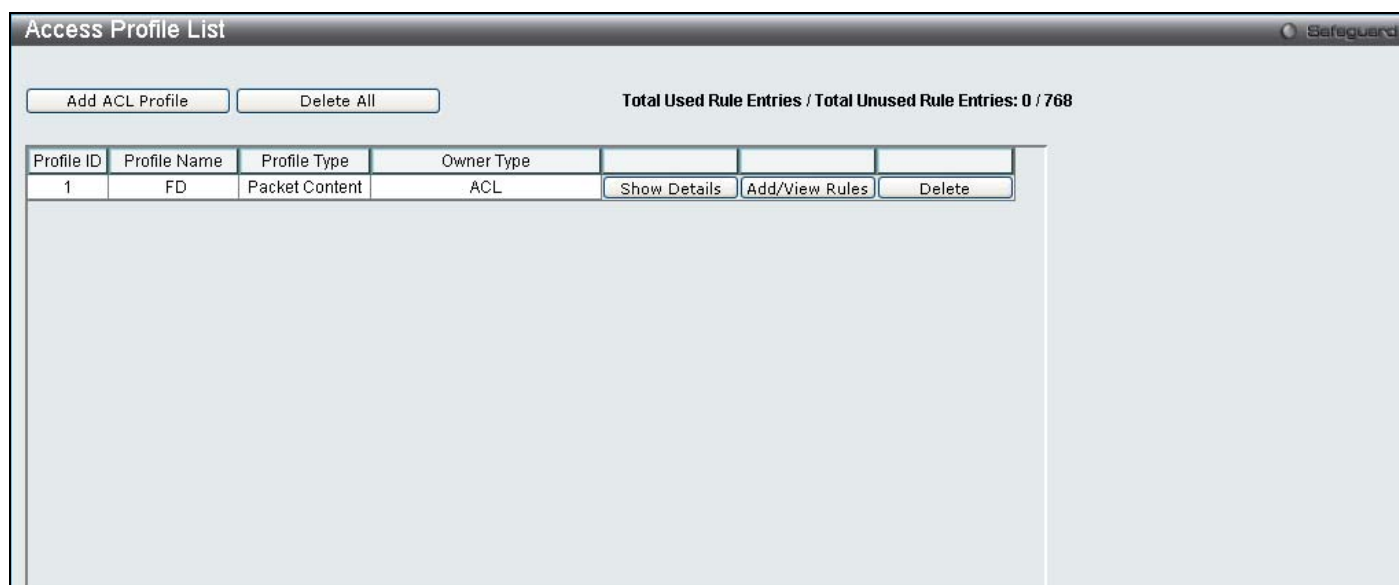 Access Profile List
Safeguard
Add ACL Profile Delete All Total Used Rule Entries / Total Unused Rule Entries: 0 / 768
Profile ID Profile Name Profile Type Owner Type
1 FD Packet Content ACL Show Details Add/View Rules Delete